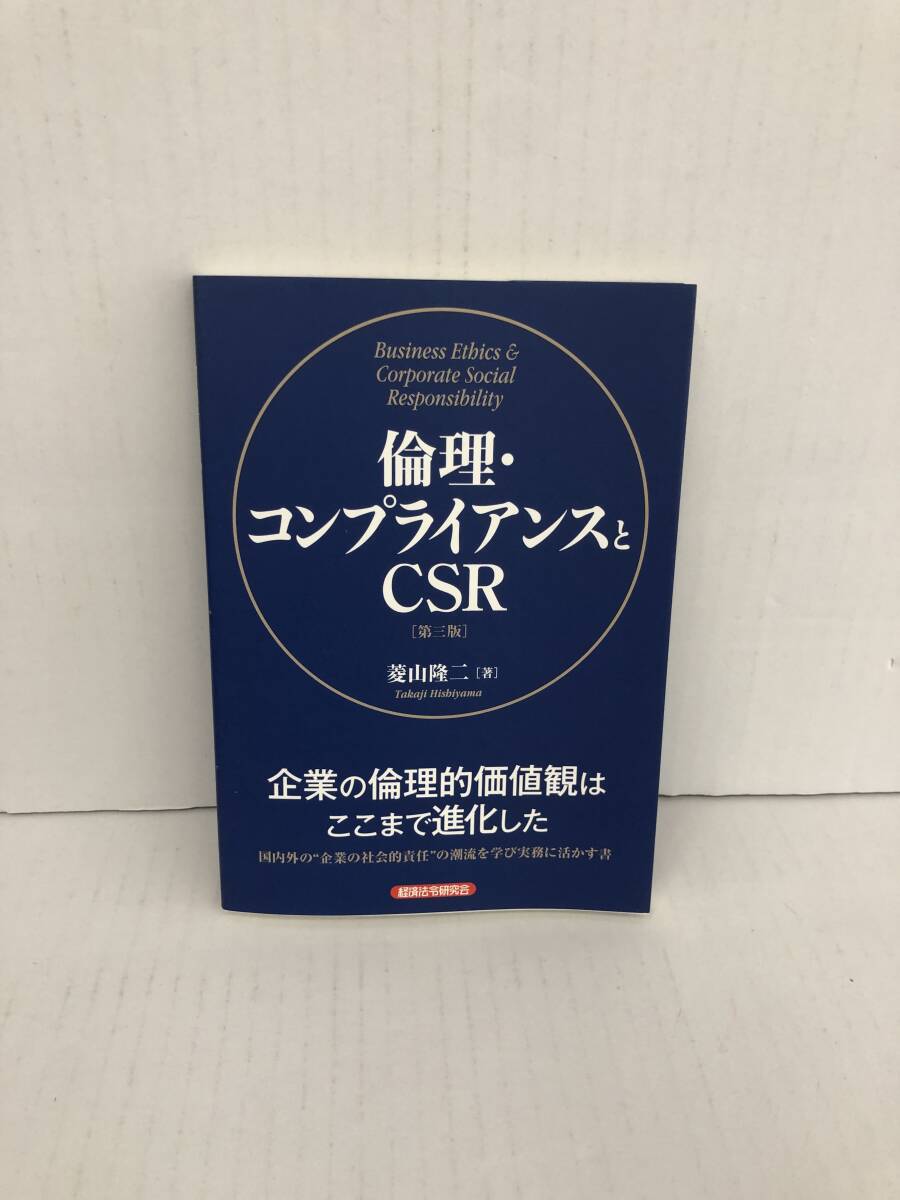 Business Ethics &
Corporate Social
Responsibility
倫理・
コンプライアンスと
CSR
[第三版]
菱山隆二 [著]
Takaji Hishiyama
企業の倫理的価値観は
ここまで進化した
国内外の“企業の社会的責任”の潮流を学び実務に活かす書
経済法令研究会